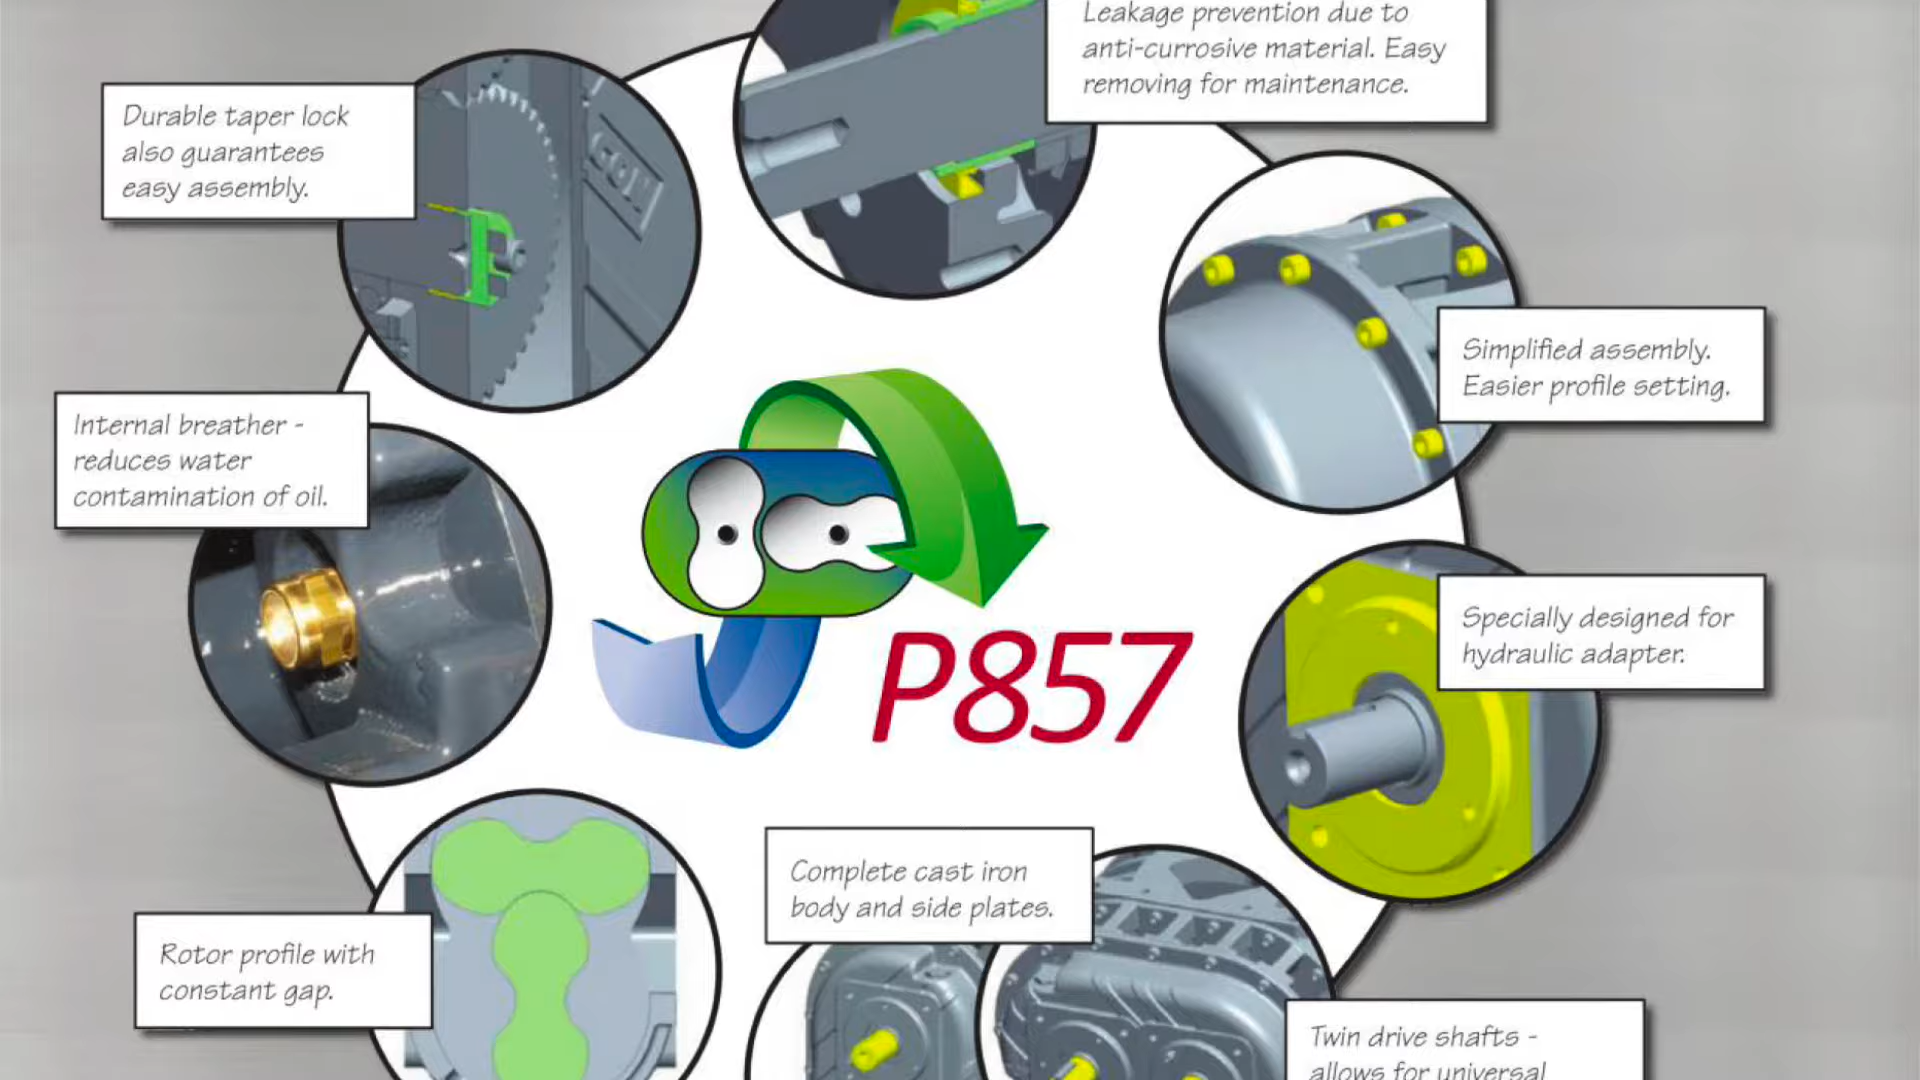 Leakage prevention due to
anti-currosive material. Easy
removing for maintenance.
Durable taper lock
also guarantees
easy assembly.
Simplified assembly.
Easier profile setting.
Internal breather -
reduces water
contamination of oil.
Specially designed for
hydraulic adapter.
P857
Complete cast iron
body and side plates.
Rotor profile with
constant gap.
Twin drive shafts -
allows for universal